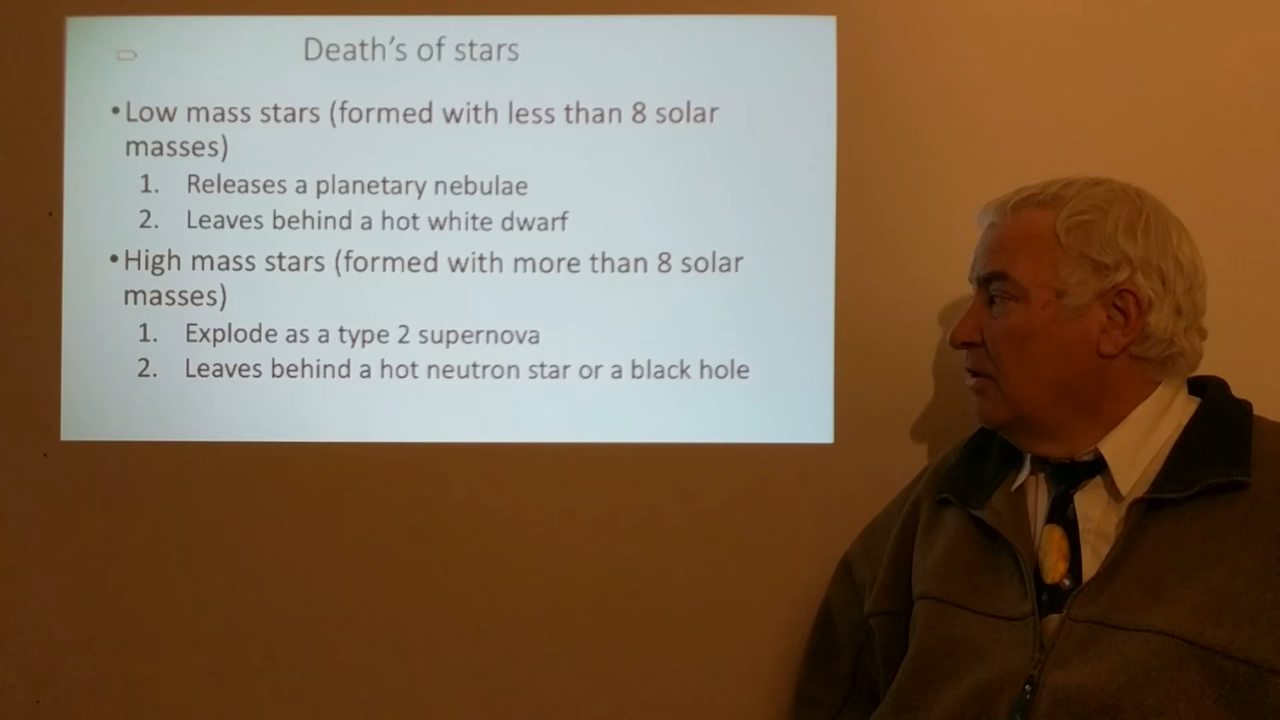 Death's of stars
•Low mass stars (formed with less than 8 solar
masses)
1. Releases a planetary nebulae
2. Leaves behind a hot white dwarf
•High mass stars (formed with more than 8 solar
masses)
1. Explode as a type 2 supernova
2. Leaves behind a hot neutron star or a black hole